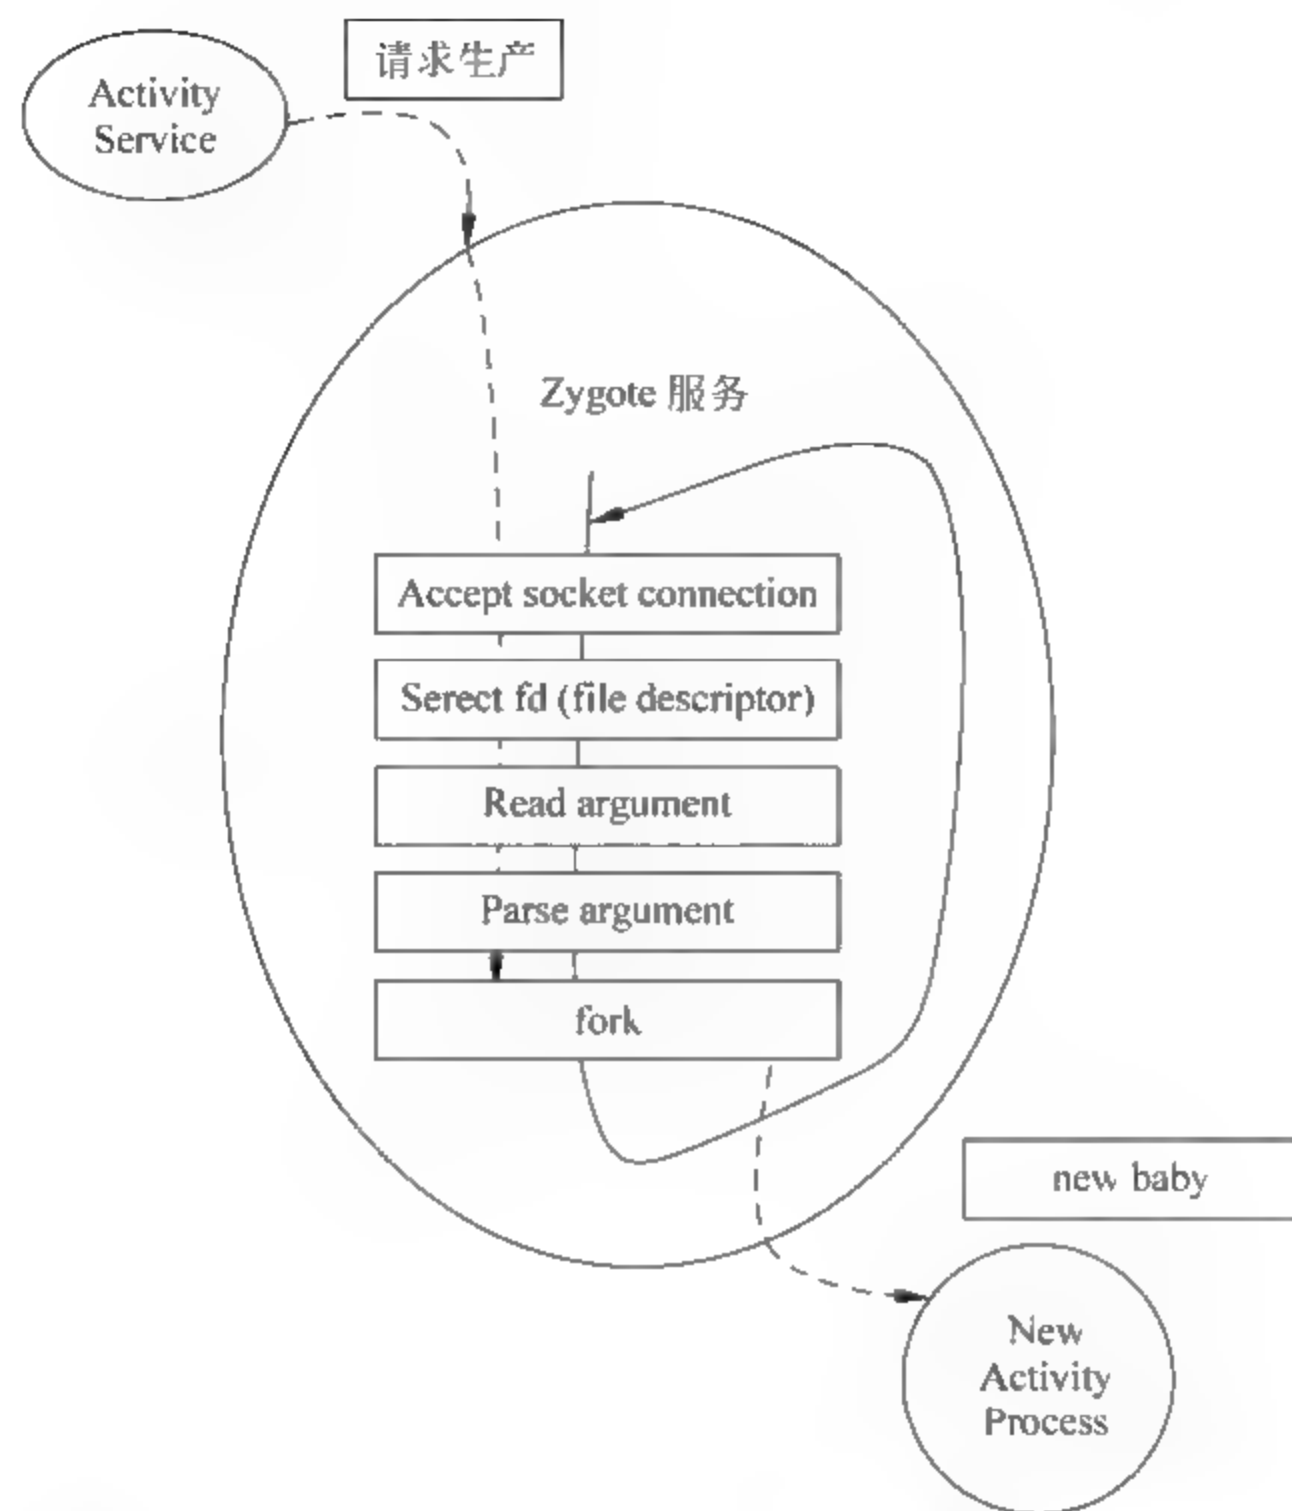 请求生产
Activity
Service
Zygote 服务
Accept socket connection
Serect fd (file descriptor)
Read argument
Parse argument
fork
new baby
New
Activity
Process